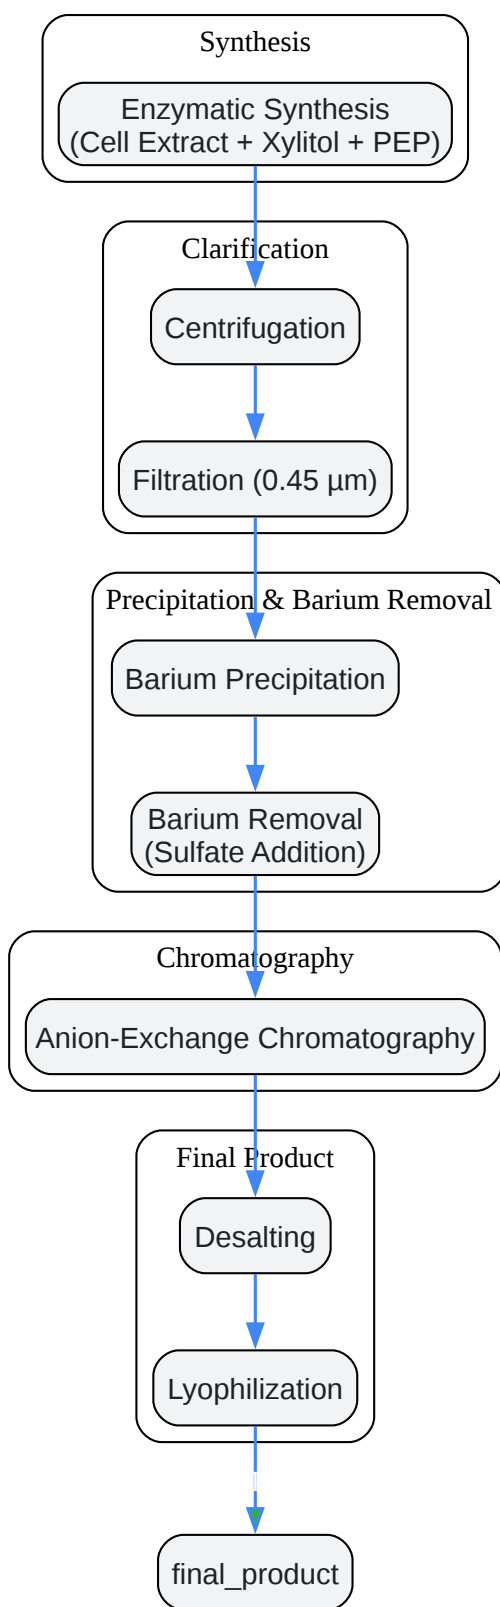 Synthesis
Enzymatic Synthesis
(Cell Extract + Xylitol + PEP)
Clarification
Centrifugation
Filtration (0.45 µm)
Precipitation & Barium Removal
Barium Precipitation
Barium Removal
(Sulfate Addition)
Chromatography
Anion-Exchange Chromatography
Final Product
Desalting
Lyophilization
final_product